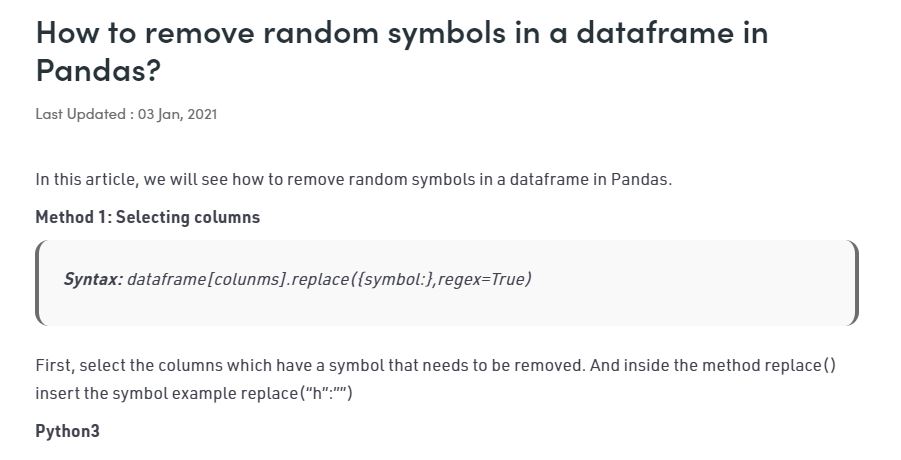 How to remove random symbols in a dataframe in
Pandas?
Last Updated : 03 Jan, 2021
In this article, we will see how to remove random symbols in a dataframe in Pandas.
Method 1: Selecting columns
Syntax: dataframe[colunms].replace({symbol:},regex=True)
First, select the columns which have a symbol that needs to be removed. And inside the method replace()
insert the symbol example replace(“h”:””)
Python3